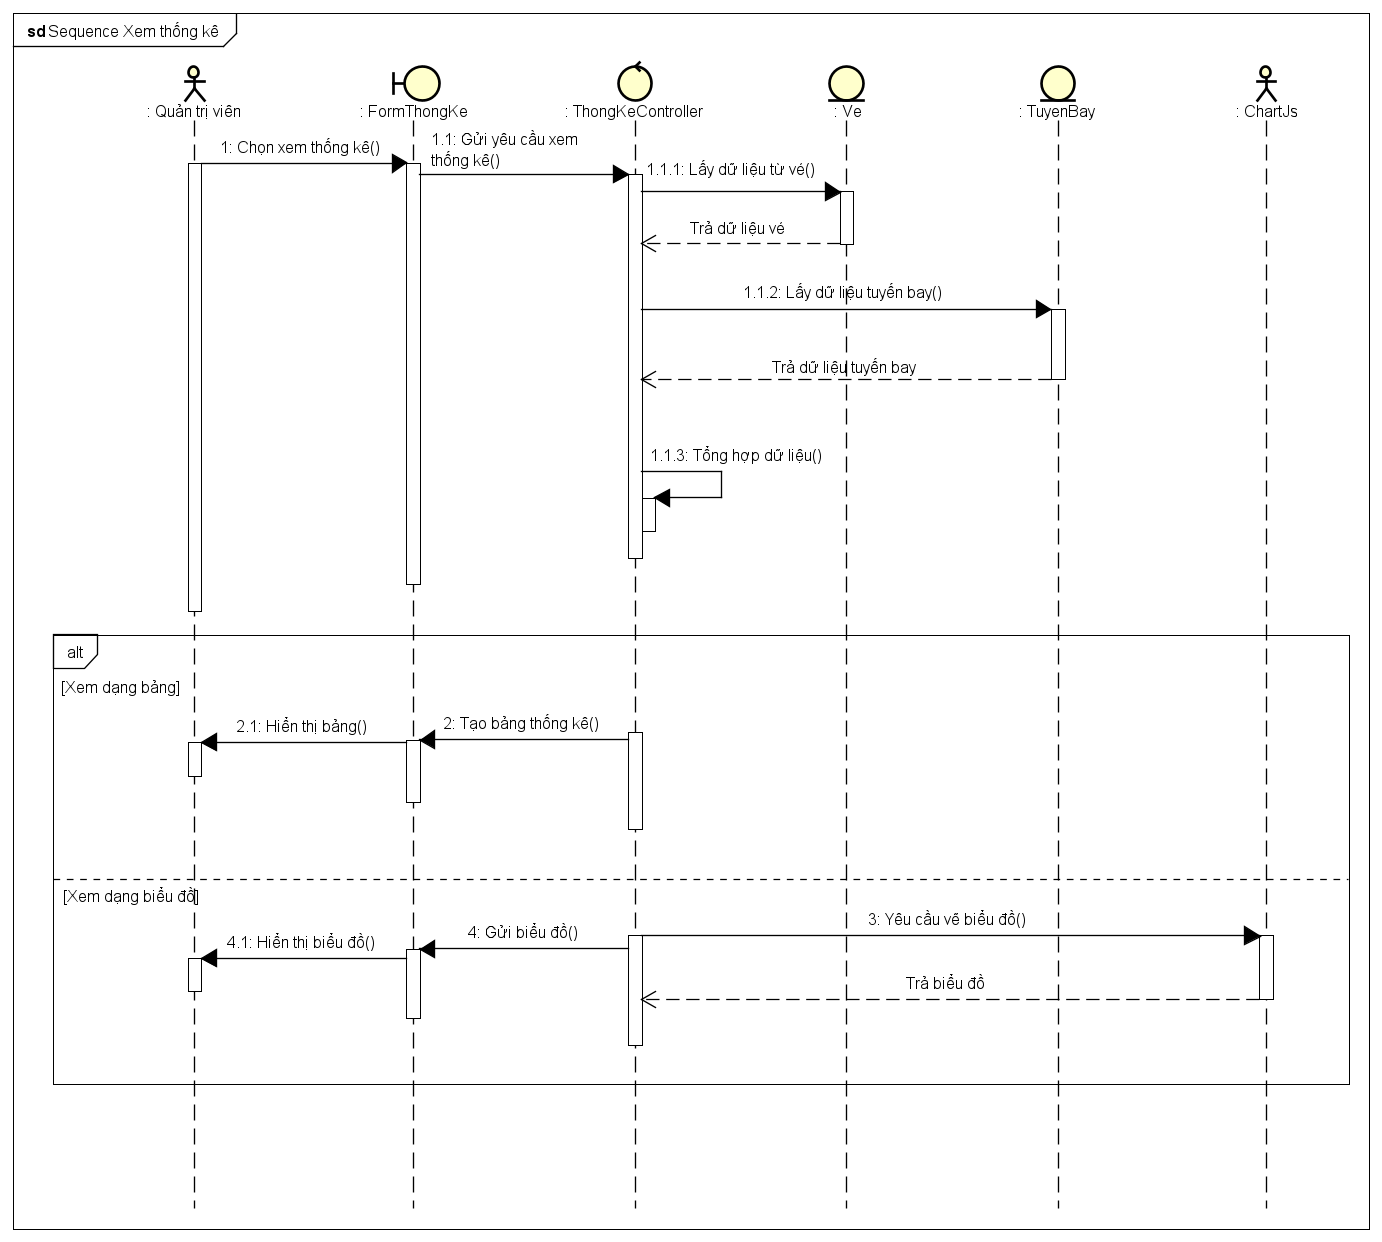 sd Sequence Xem thống kê
: Quản trị viên
: FormThongKe
: ThongKeController
: Ve
: TuyenBay
: ChartJs
1: Chọn xem thống kê()
1.1: Gửi yêu cầu xem
thống kê()
1.1.1: Lấy dữ liệu từ vé()
Trả dữ liệu vé
1.1.2: Lấy dữ liệu tuyến bay()
Trả dữ liệu tuyến bay
1.1.3: Tổng hợp dữ liệu()
alt
[Xem dạng bảng]
2.1: Hiển thị bảng()
2: Tạo bảng thống kê()
[Xem dạng biểu đồ]
3: Yêu cầu vẽ biểu đồ()
4: Gửi biểu đồ()
4.1: Hiển thị biểu đồ()
Trả biểu đồ